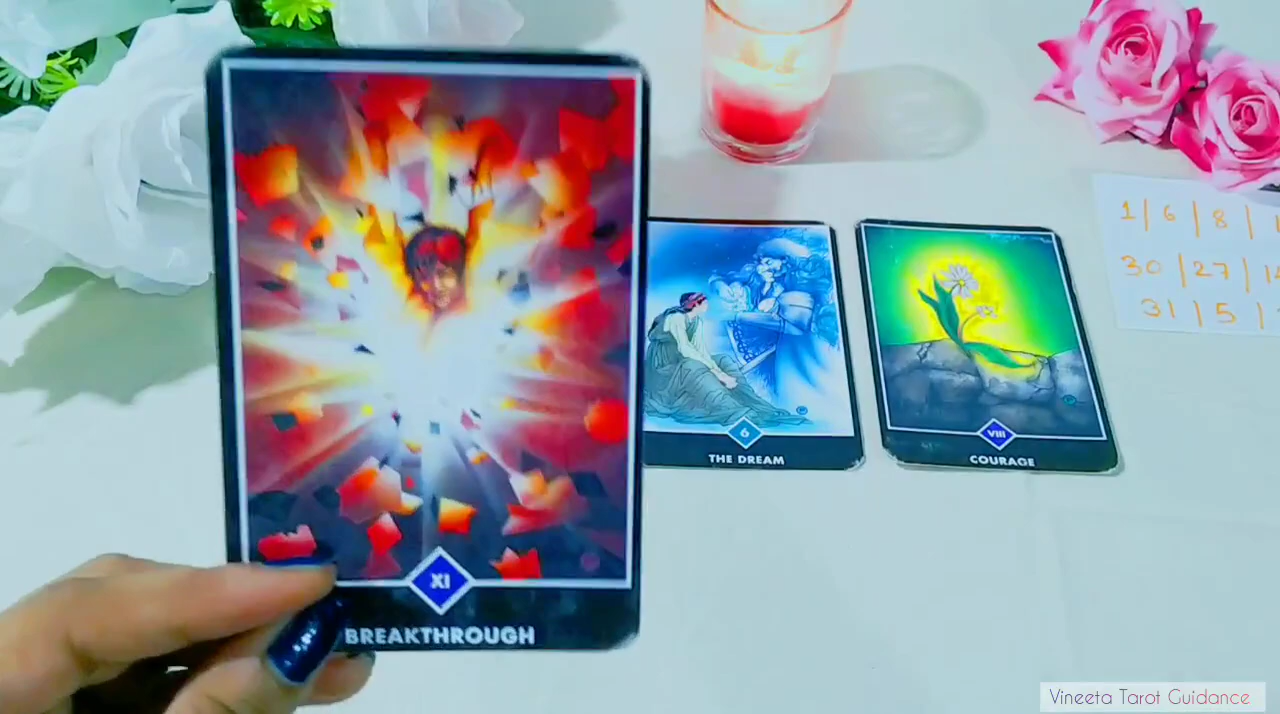 XI
BREAKTHROUGH
6
THE DREAM
VIII
COURAGE
1 | 6 | 8 |
30 | 27 |
31 | 5 |
Vineeta Tarot Guidance